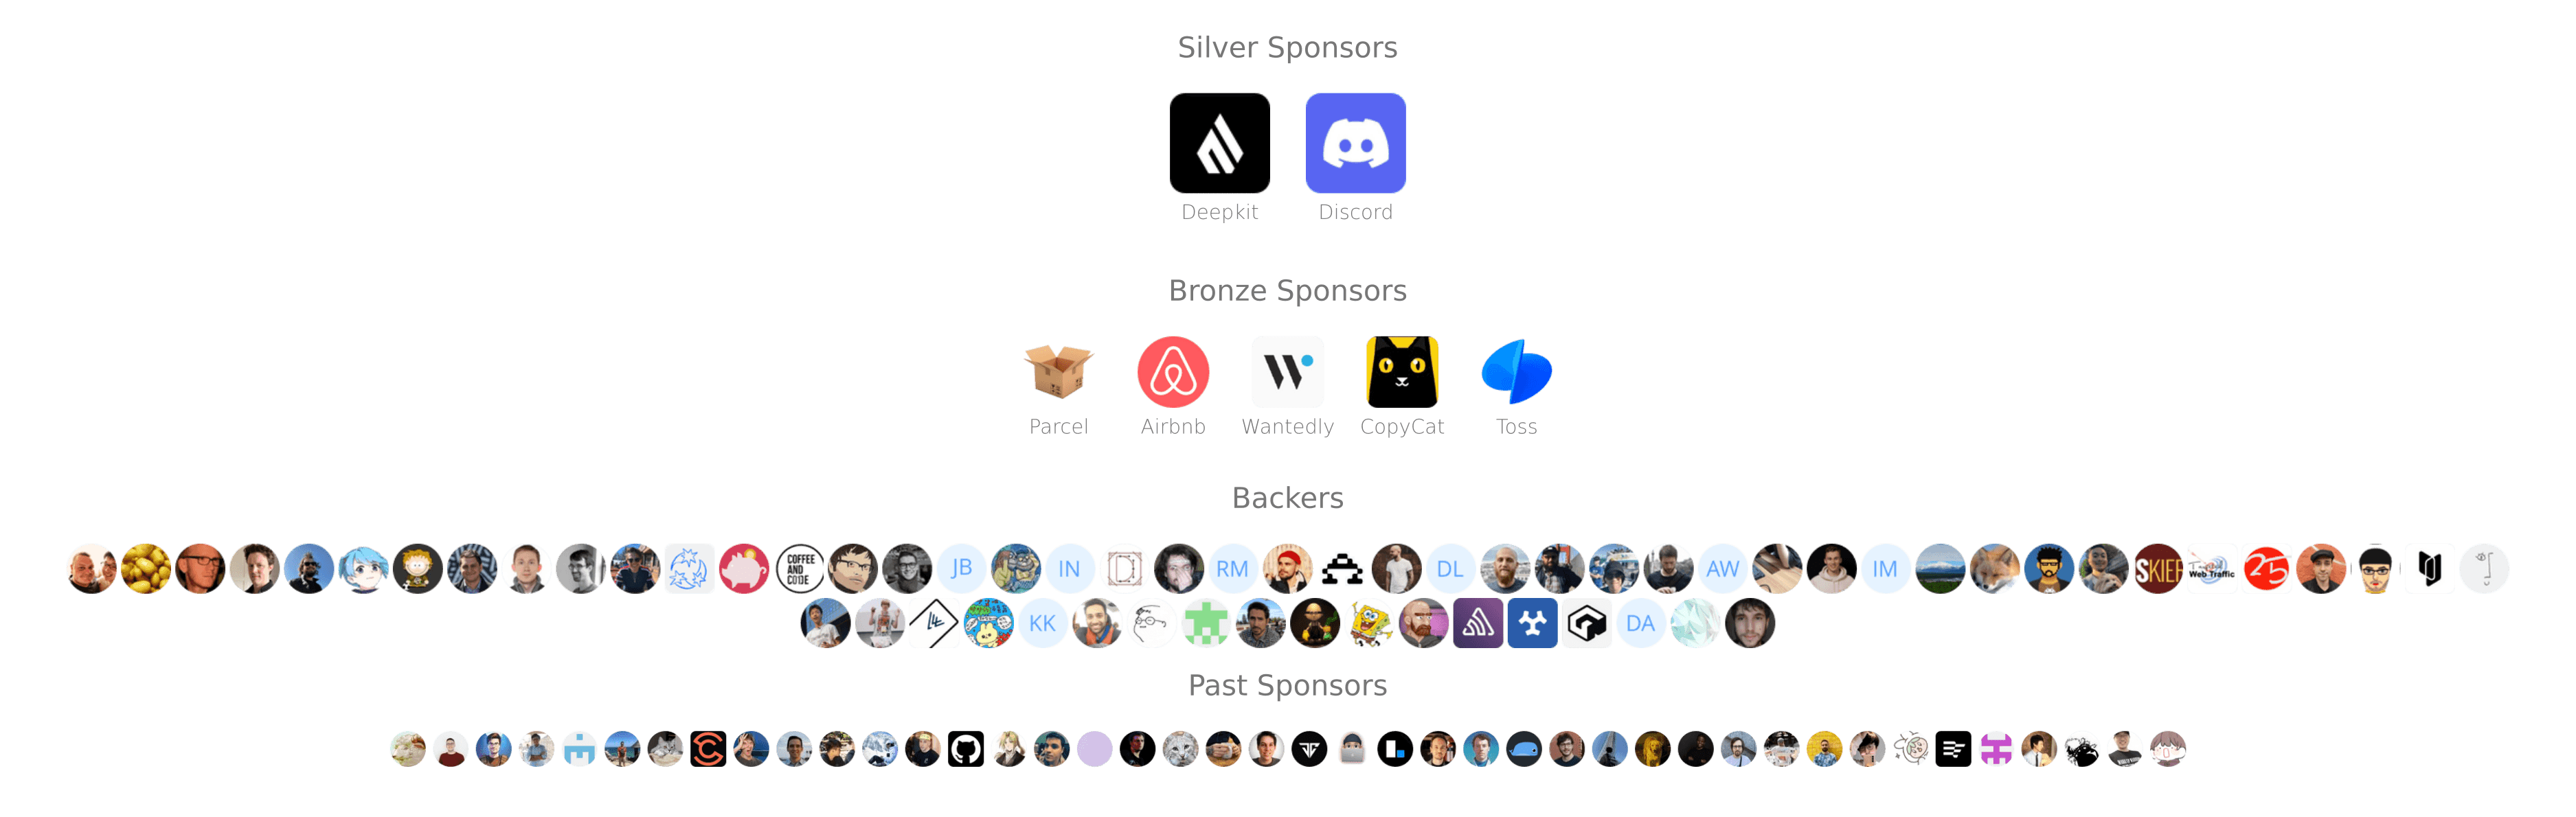 Silver Sponsors
Deepkit Discord
Bronze Sponsors
Parcel Airbnb Wantedly CopyCat Toss
Backers
COFFEE AND CODE JB IN RM DL AW IM SKIEF Web Traffic 25
KK DA
Past Sponsors